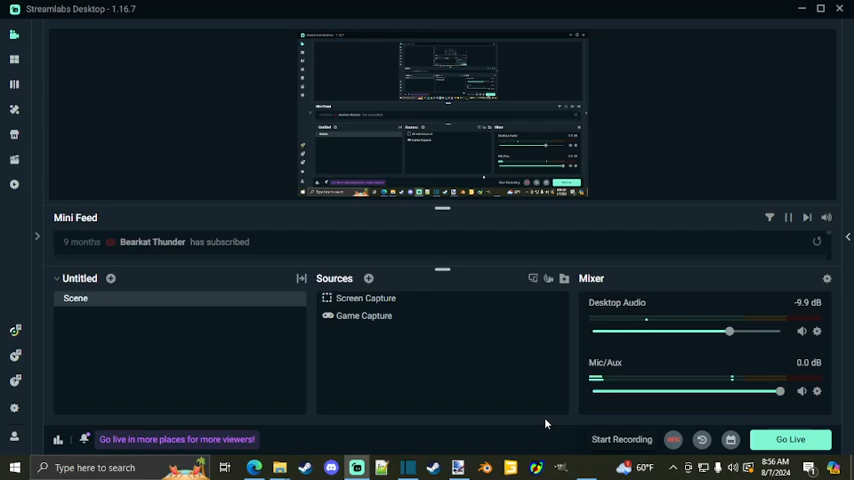 Streamlabs Desktop - 1.16.7
Mini Feed
9 months Bearkat Thunder has subscribed
Untitled
Sources
Mixer
Scene
Screen Capture
Game Capture
Desktop Audio -9.9 dB
Mic/Aux 0.0 dB
Go live in more places for more viewers!
Start Recording
REC
Go Live
Type here to search
60°F
8:56 AM
8/7/2024